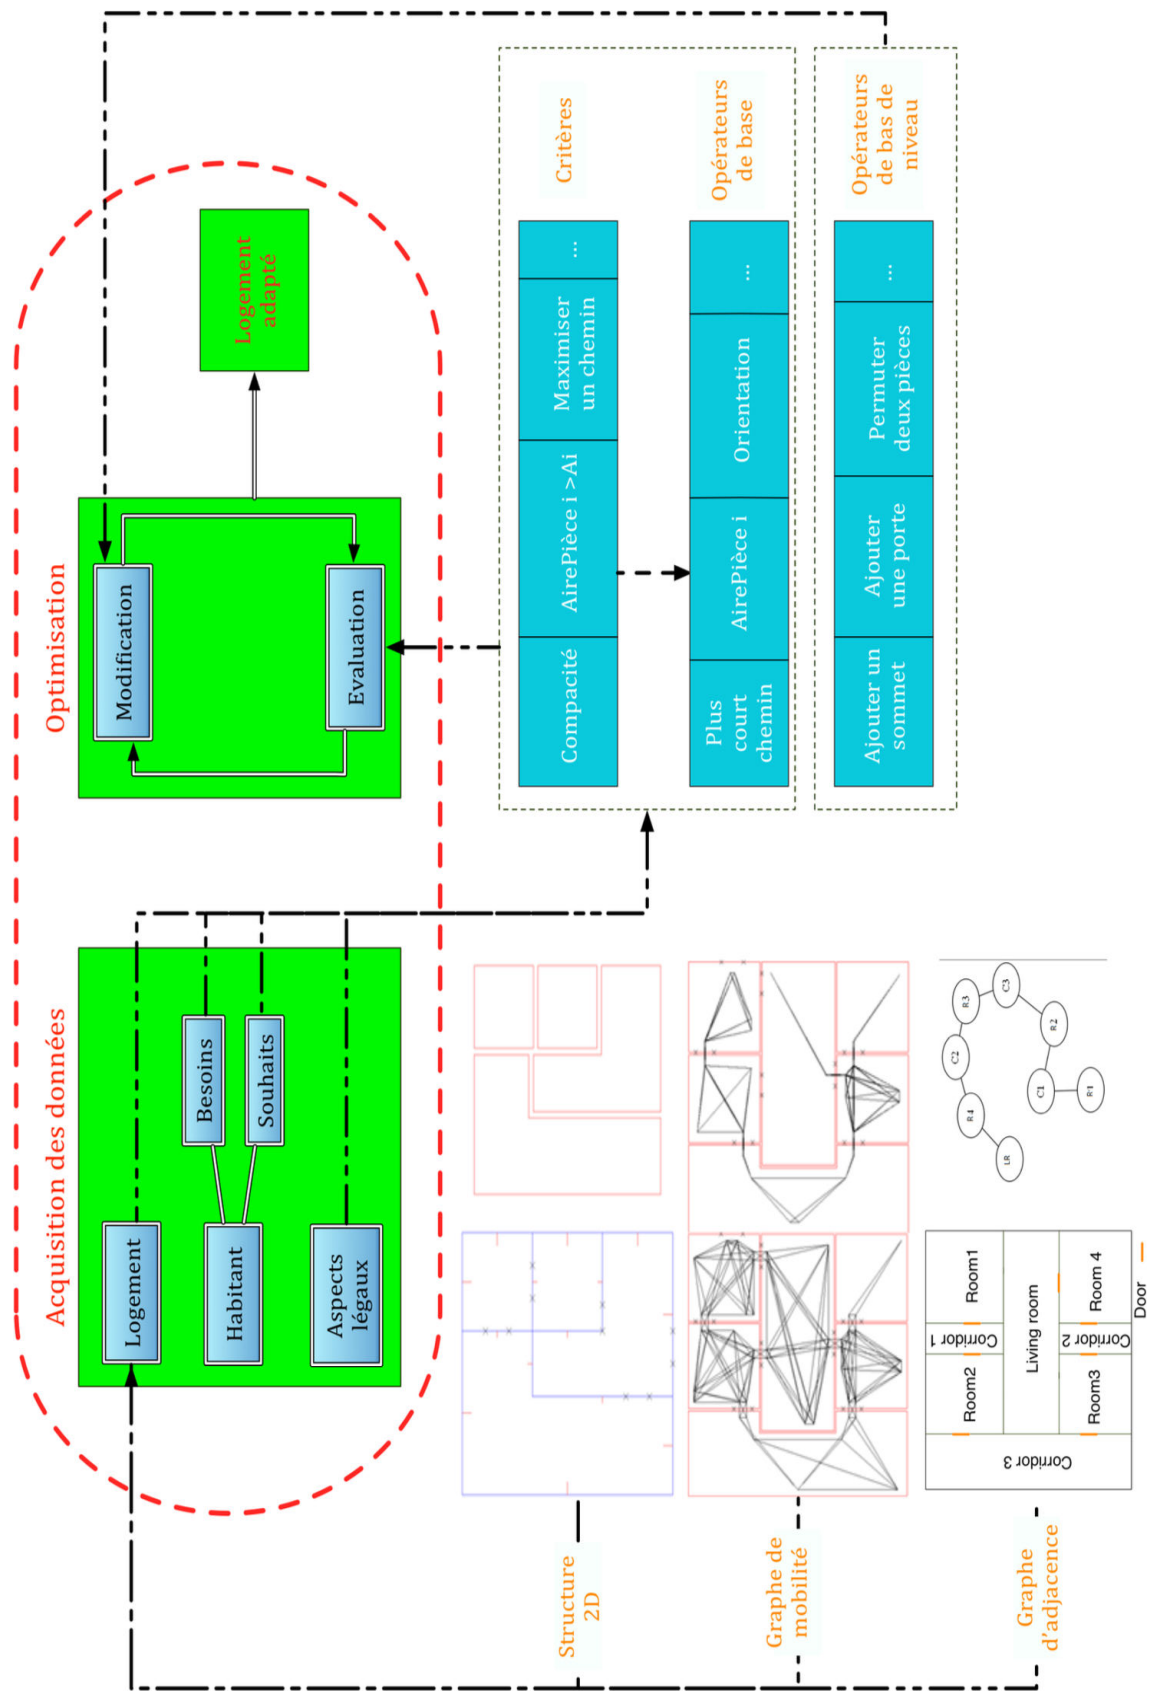 Acquisition des données
Optimisation
Logement
Habitant
Besoins
Souhaits
Aspects
légaux
Modification
Evaluation
Logement
adapté
Structure
2D
Graphe de
mobilité
Graphe
d'adjacence
Compacité
AirePièce i >Ai
Maximiser
un chemin
...
Critères
Plus
court
chemin
AirePièce i
Orientation
...
Opérateurs
de base
Ajouter un
sommet
Ajouter
une porte
Permuter
deux pièces
...
Opérateurs
de bas de
niveau
Corridor 3
Room2
Corridor 1
Room1
Living room
Room3
Corridor 2
Room 4
Door
LR
R4
C2
R3
C3
R2
C1
R1